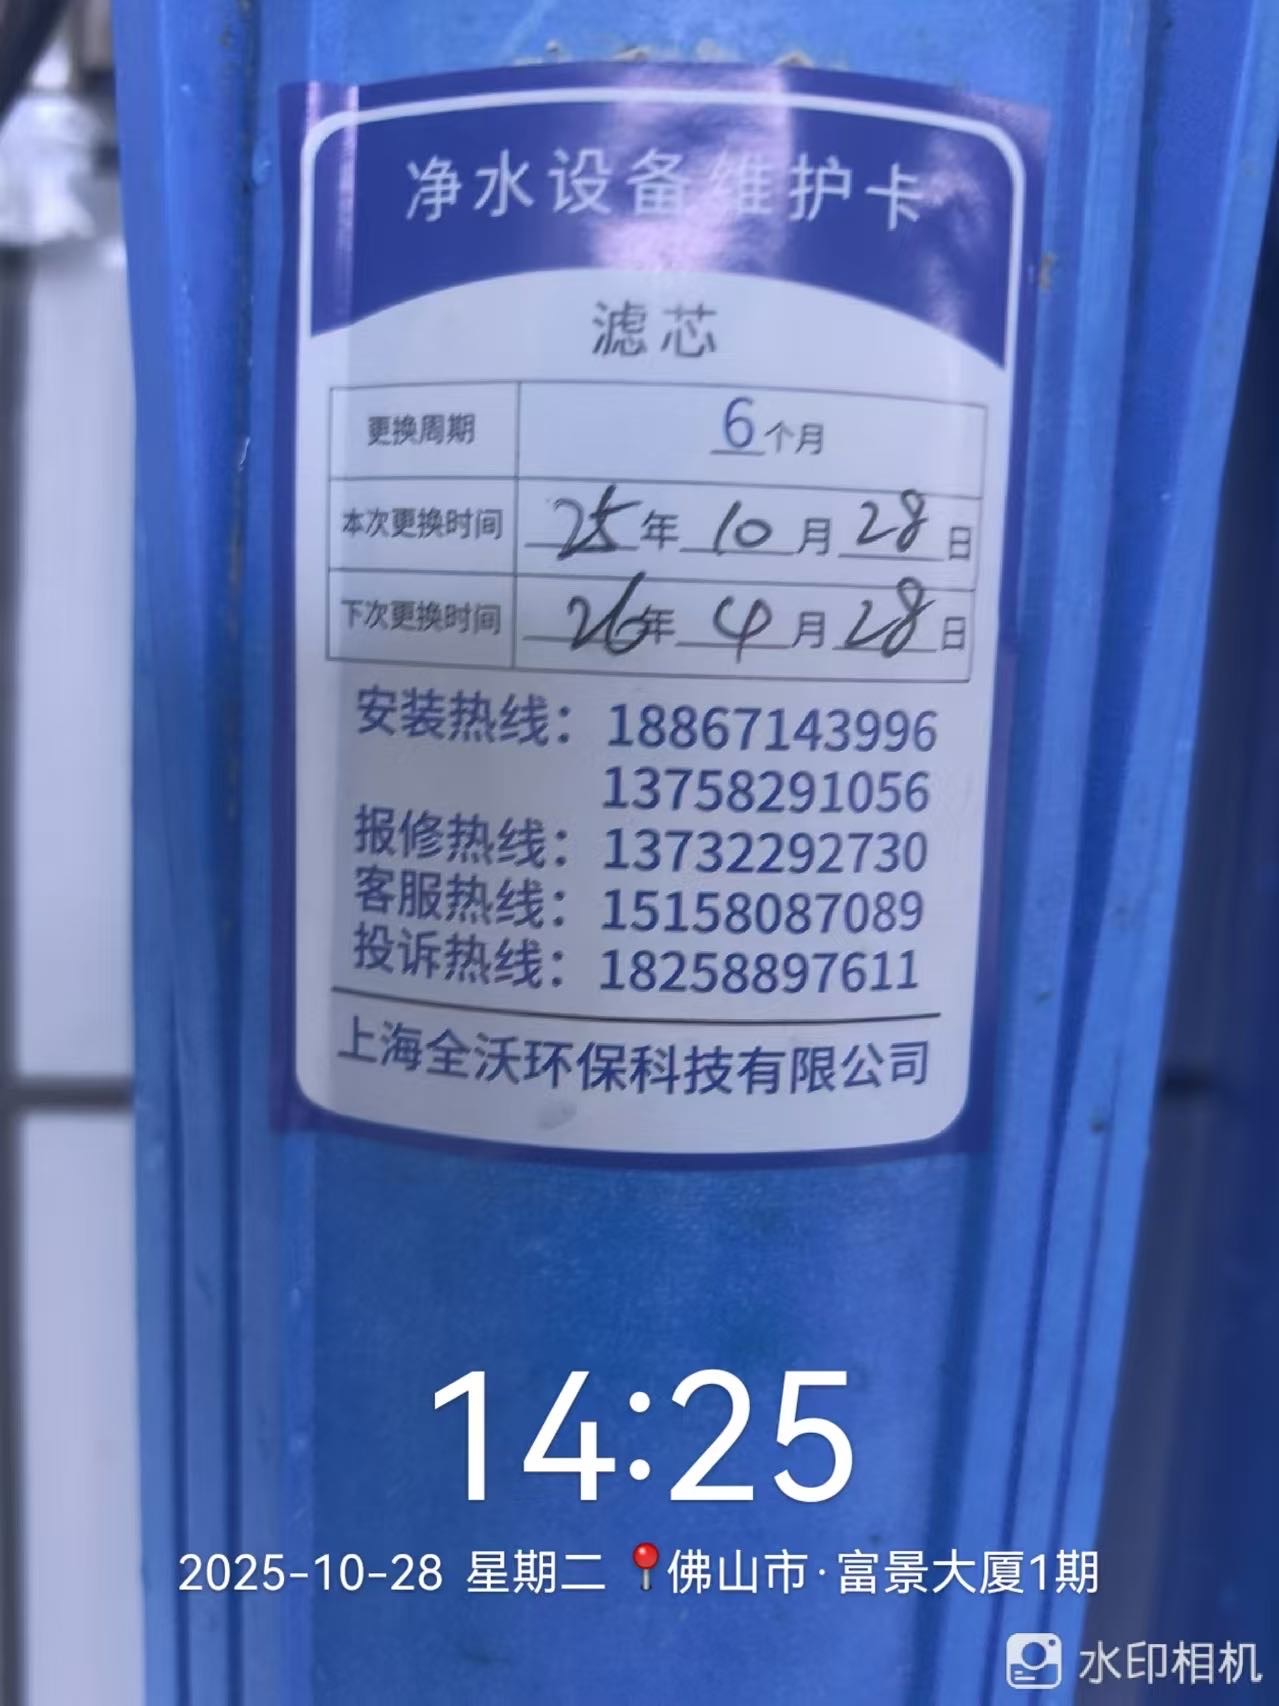 净水设备维护卡
滤芯
更换周期 6个月
本次更换时间 25年10月28日
下次更换时间 26年4月28日
安装热线：18867143996
13758291056
报修热线：13732292730
客服热线：15158087089
投诉热线：18258897611
上海全沃环保科技有限公司
14:25
2025-10-28 星期二 📍佛山市·富景大厦1期
水印相机